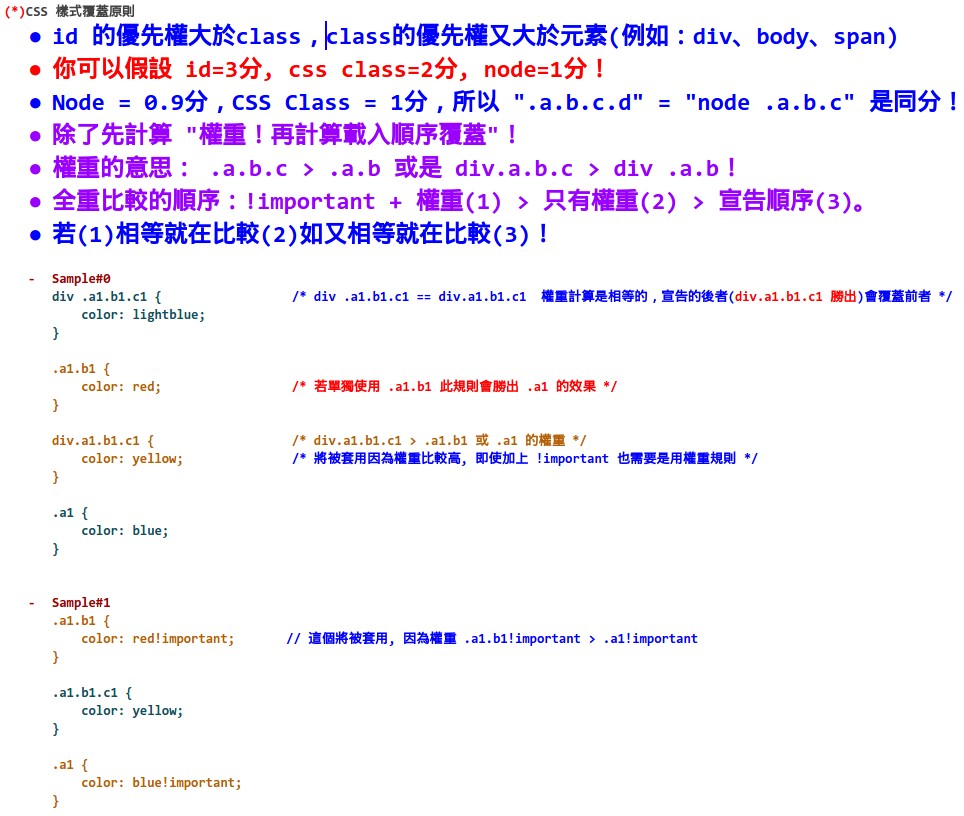 (*)CSS 樣式覆蓋原則
● id 的優先權大於class，class的優先權又大於元素(例如：div、body、span)
● 你可以假設 id=3分, css class=2分, node=1分！
● Node = 0.9分，CSS Class = 1分，所以 ".a.b.c.d" = "node .a.b.c" 是同分！
● 除了先計算 "權重！再計算載入順序覆蓋"！
● 權重的意思： .a.b.c > .a.b 或是 div.a.b.c > div .a.b！
● 全重比較的順序：!important + 權重(1) > 只有權重(2) > 宣告順序(3)。
● 若(1)相等就在比較(2)如又相等就在比較(3)！
- Sample#0
div .a1.b1.c1 { /* div .a1.b1.c1 == div.a1.b1.c1 權重計算是相等的，宣告的後者(div.a1.b1.c1 勝出)會覆蓋前者 */
color: lightblue;
}
.a1.b1 {
color: red; /* 若單獨使用 .a1.b1 此規則會勝出 .a1 的效果 */
}
div.a1.b1.c1 { /* div.a1.b1.c1 > .a1.b1 或 .a1 的權重 */
color: yellow; /* 將被套用因為權重比較高, 即使加上 !important 也需要是用權重規則 */
}
.a1 {
color: blue;
}
- Sample#1
.a1.b1 {
color: red!important; // 這個將被套用, 因為權重 .a1.b1!important > .a1!important
}
.a1.b1.c1 {
color: yellow;
}
.a1 {
color: blue!important;
}